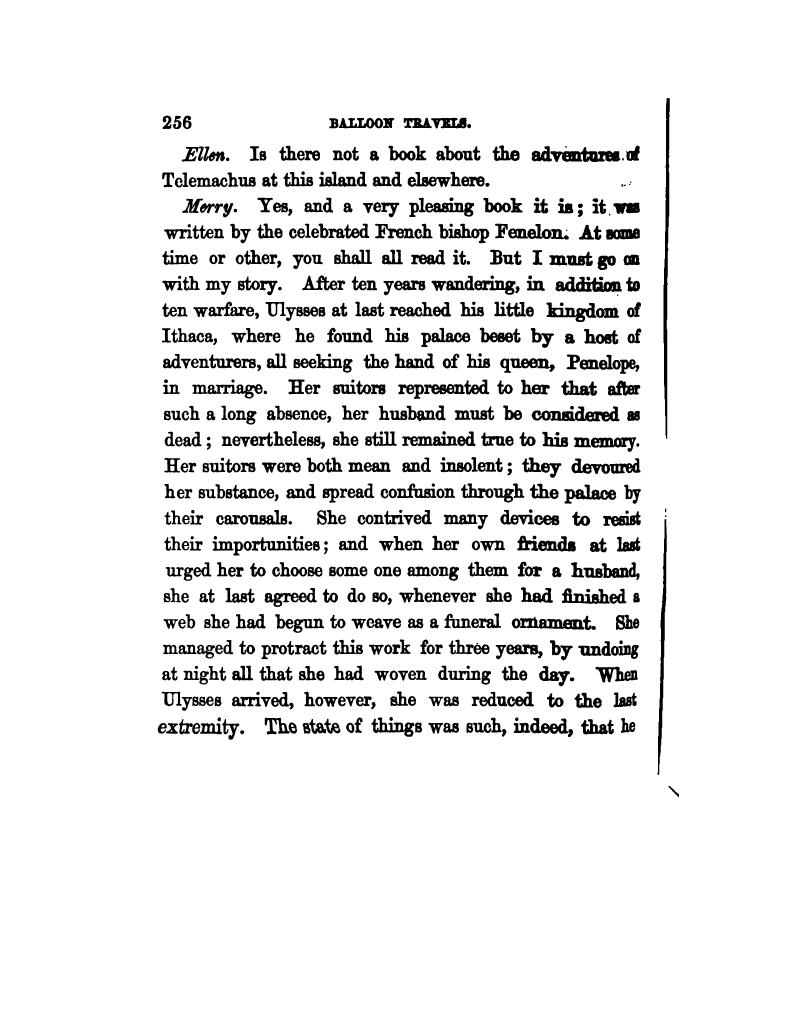 256 BALLOON TRAVELS.
Ellen. Is there not a book about the adventures of
Telemachus at this island and elsewhere.
Merry. Yes, and a very pleasing book it is; it was
written by the celebrated French bishop Fenelon. At some
time or other, you shall all read it. But I must go on
with my story. After ten years wandering, in addition to
ten warfare, Ulysses at last reached his little kingdom of
Ithaca, where he found his palace beset by a host of
adventurers, all seeking the hand of his queen, Penelope,
in marriage. Her suitors represented to her that after
such a long absence, her husband must be considered as
dead; nevertheless, she still remained true to his memory.
Her suitors were both mean and insolent; they devoured
her substance, and spread confusion through the palace by
their carousals. She contrived many devices to resist
their importunities; and when her own friends at last
urged her to choose some one among them for a husband,
she at last agreed to do so, whenever she had finished a
web she had begun to weave as a funeral ornament. She
managed to protract this work for three years, by undoing
at night all that she had woven during the day. When
Ulysses arrived, however, she was reduced to the last
extremity. The state of things was such, indeed, that he